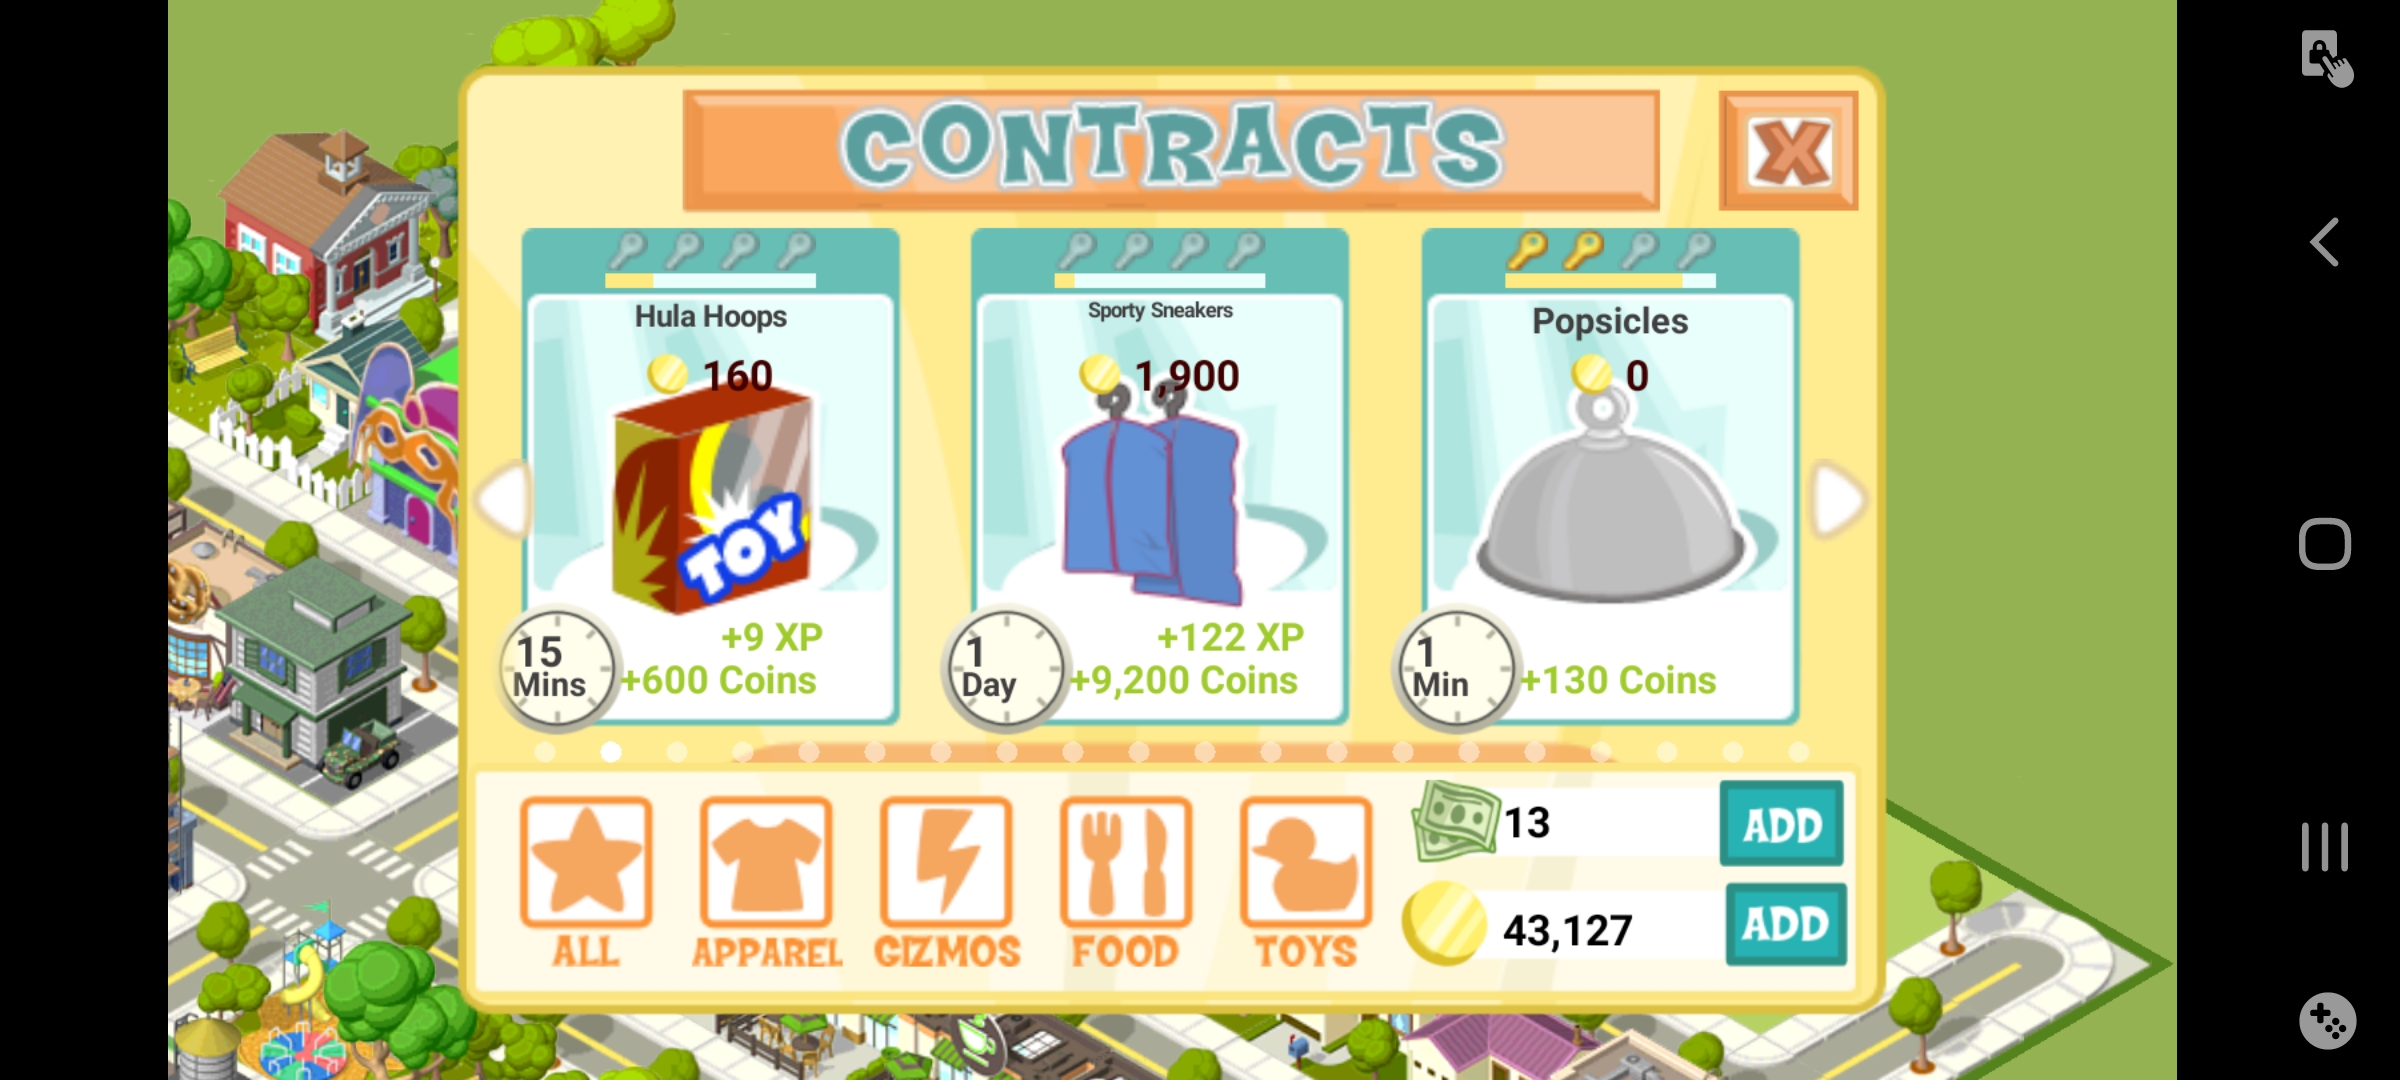 CONTRACTS
X
Hula Hoops
160
TOY
15
Mins
+9 XP
+600 Coins
Sporty Sneakers
1,900
1
Day
+122 XP
+9,200 Coins
Popsicles
0
1
Min
+130 Coins
ALL
APPAREL
GIZMOS
FOOD
TOYS
13
ADD
43,127
ADD